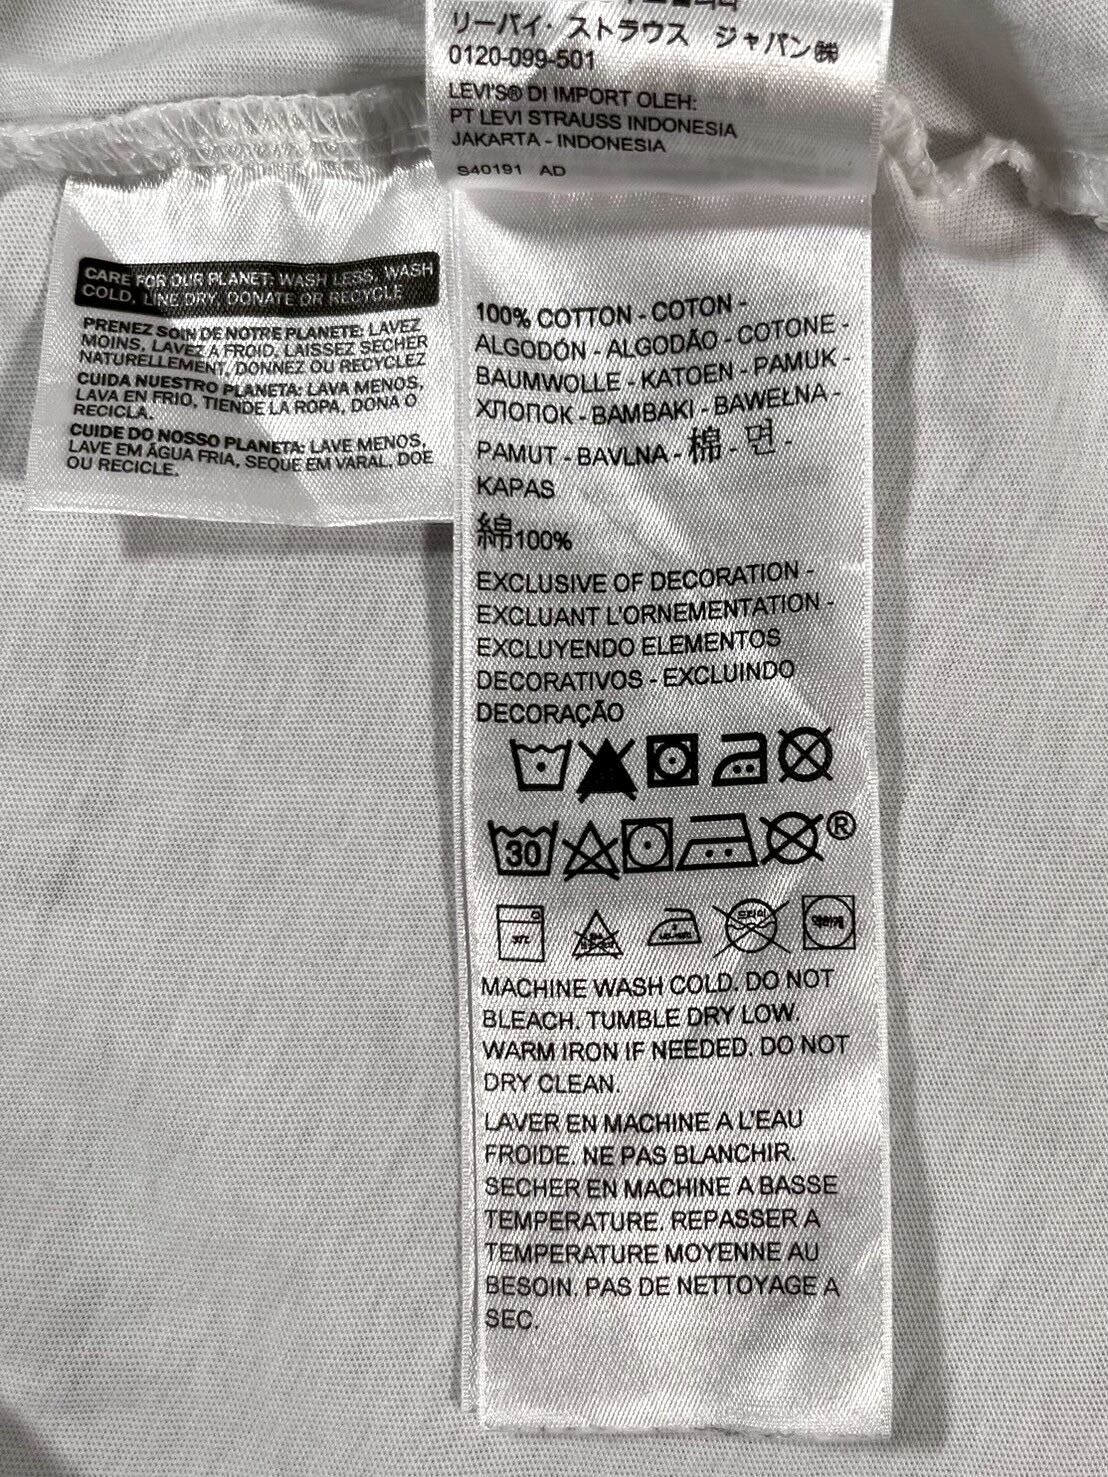 リーバイ・ストラウス ジャパン㈱
0120-099-501
LEVI'S® DI IMPORT OLEH:
PT LEVI STRAUSS INDONESIA
JAKARTA - INDONESIA
S40191 AD
CARE FOR OUR PLANET: WASH LESS, WASH
COLD, LINE DRY, DONATE OR RECYCLE
PRENEZ SOIN DE NOTRE PLANETE: LAVEZ
MOINS, LAVEZ A FROID, LAISSEZ SECHER
NATURELLEMENT, DONNEZ OU RECYCLEZ
CUIDA NUESTRO PLANETA: LAVA MENOS,
LAVA EN FRIO, TIENDE LA ROPA, DONA O
RECICLA.
CUIDE DO NOSSO PLANETA: LAVE MENOS,
LAVE EM ÁGUA FRIA, SEQUE EM VARAL, DOE
OU RECICLE.
100% COTTON - COTON -
ALGODÓN - ALGODÃO - COTONE -
BAUMWOLLE - KATOEN - PAMUK -
ХЛОПОК - BAMBAKI - BAWEŁNA -
PAMUT - BAVLNA - 棉 - 면 -
KAPAS
綿100%
EXCLUSIVE OF DECORATION -
EXCLUANT L'ORNEMENTATION -
EXCLUYENDO ELEMENTOS
DECORATIVOS - EXCLUINDO
DECORAÇÃO
30 ®
드라이 약하게
MACHINE WASH COLD. DO NOT
BLEACH. TUMBLE DRY LOW.
WARM IRON IF NEEDED. DO NOT
DRY CLEAN.
LAVER EN MACHINE A L'EAU
FROIDE. NE PAS BLANCHIR.
SECHER EN MACHINE A BASSE
TEMPERATURE. REPASSER A
TEMPERATURE MOYENNE AU
BESOIN. PAS DE NETTOYAGE A
SEC.